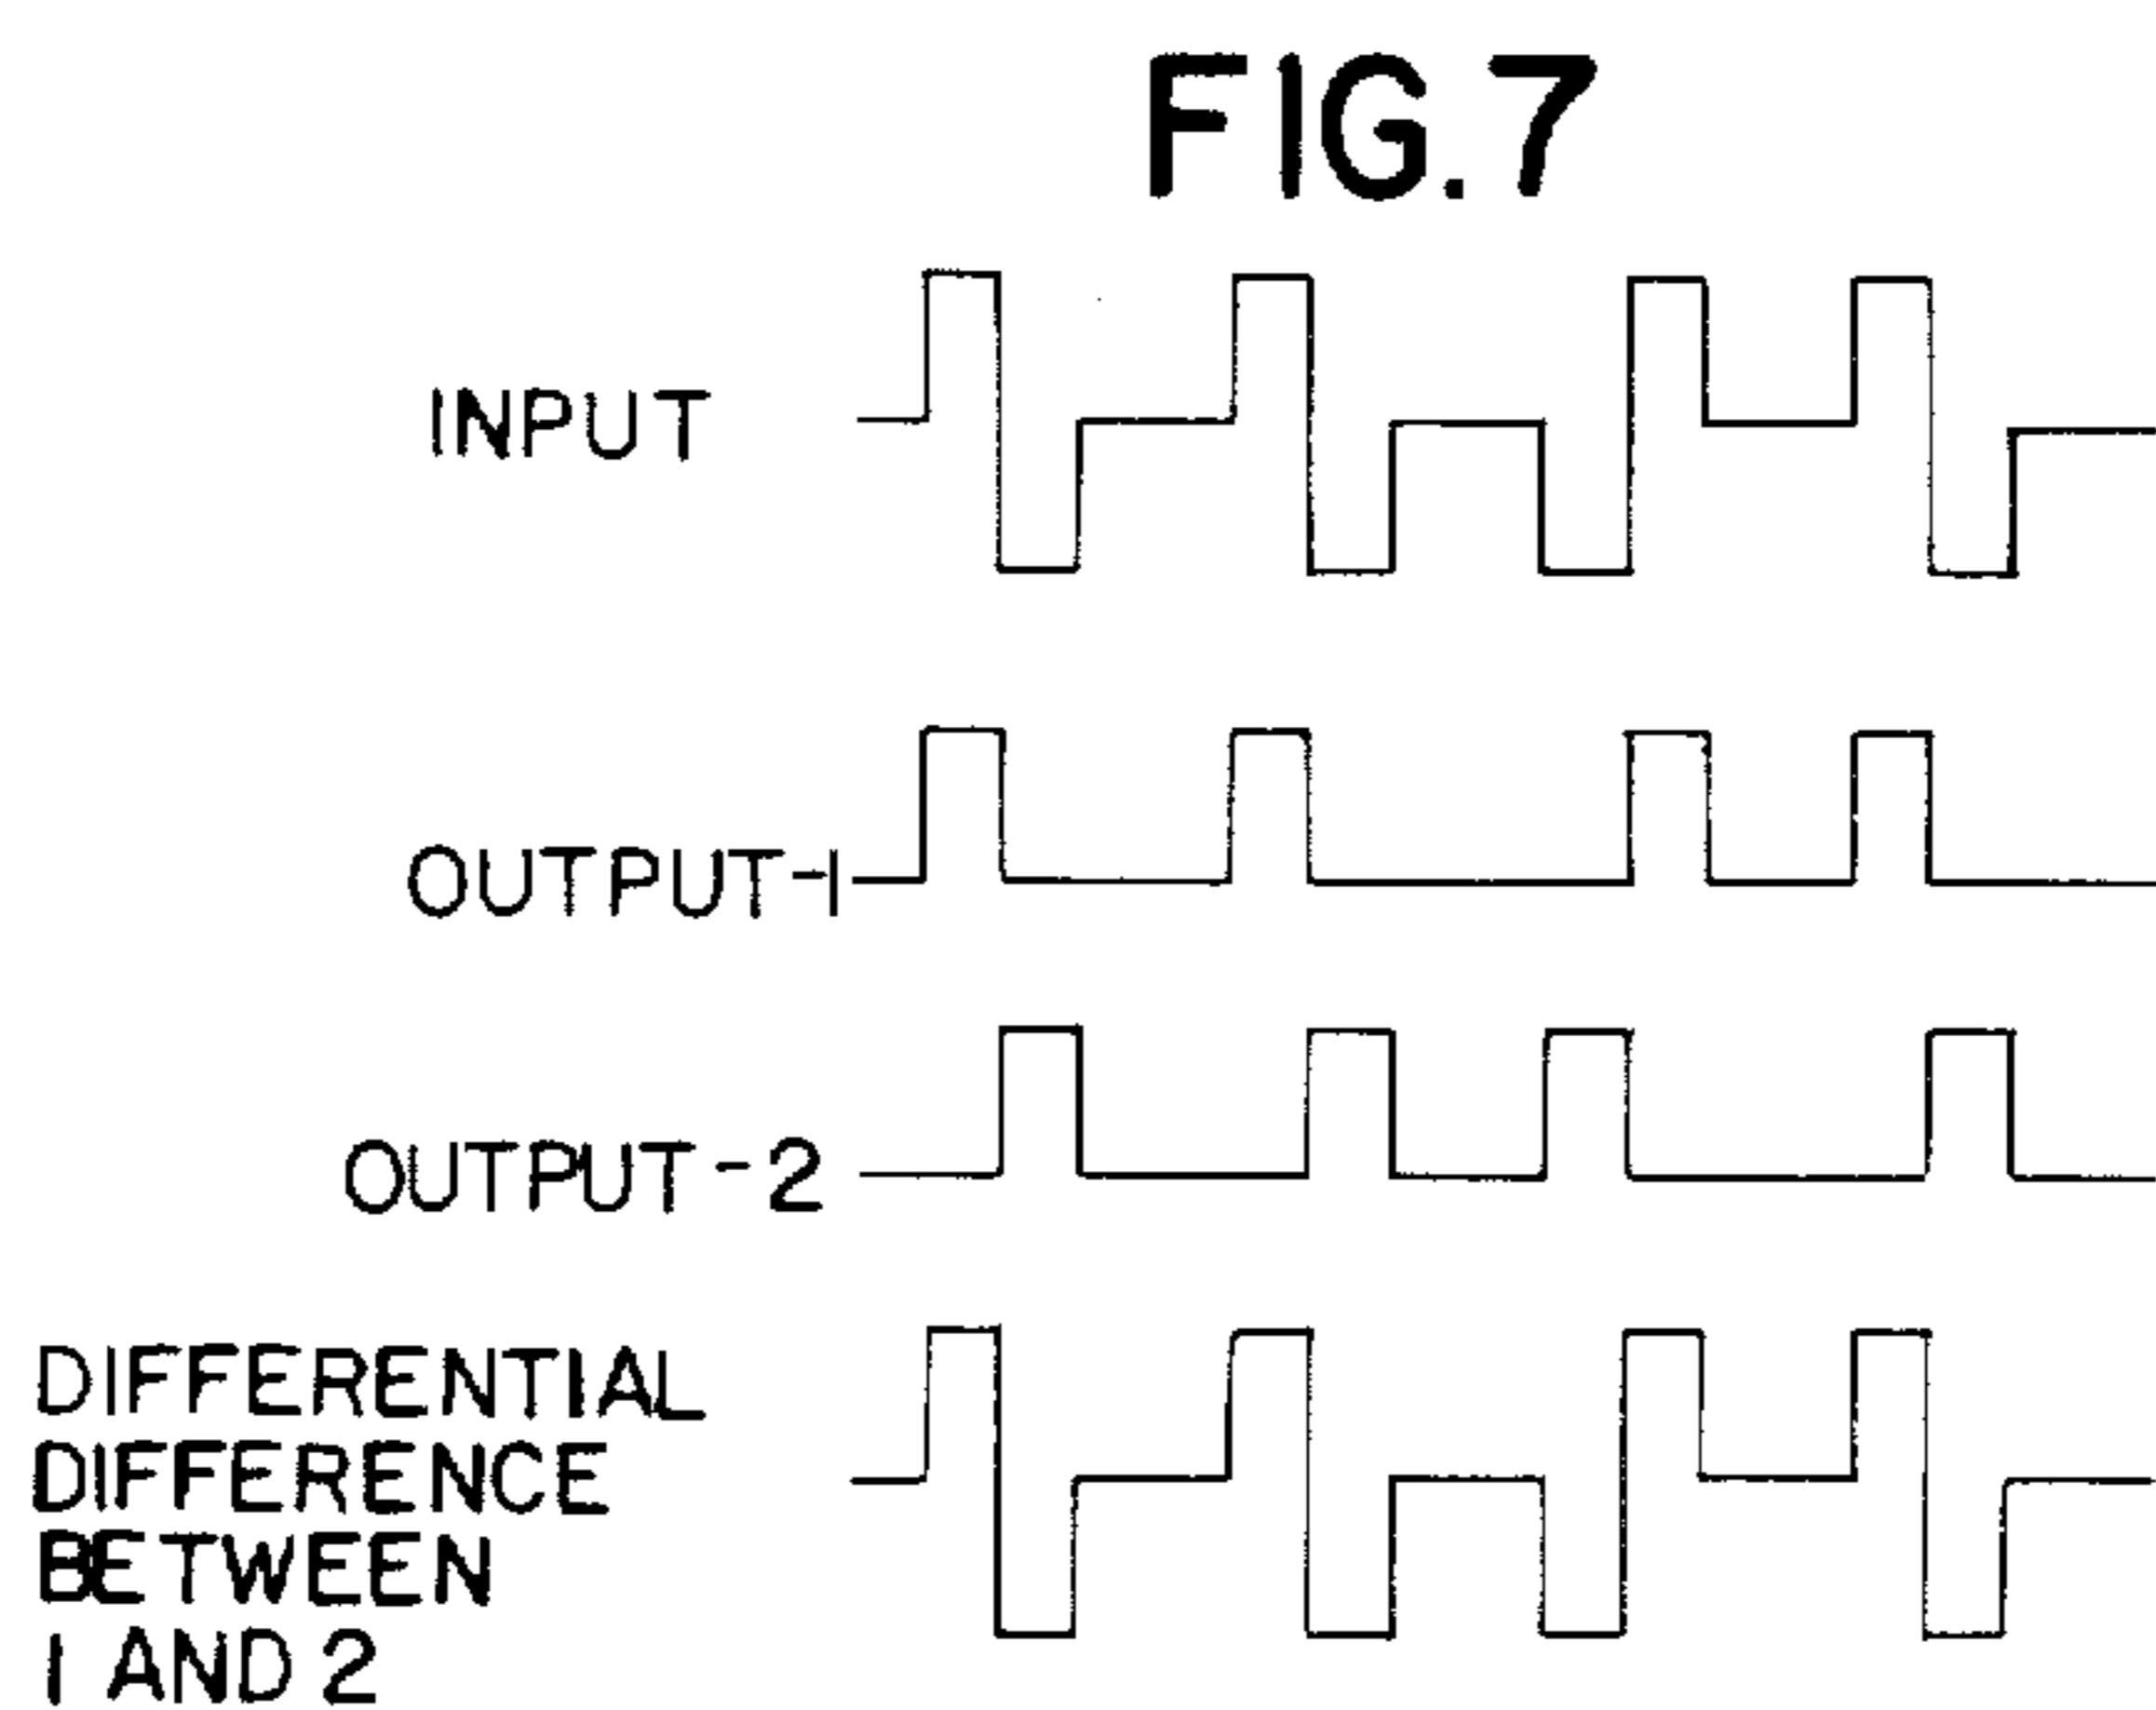 FIG.7
INPUT
OUTPUT-1
OUTPUT-2
DIFFERENTIAL
DIFFERENCE
BETWEEN
1 AND 2